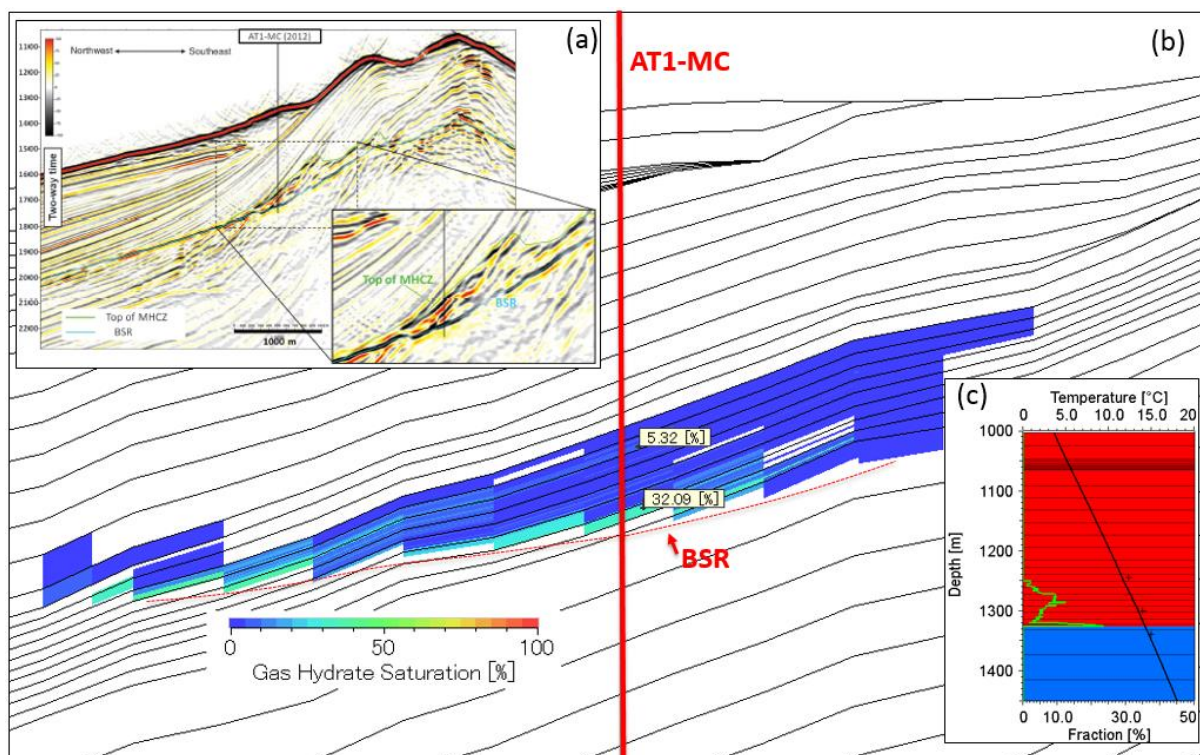 (a)
AT1-MC (2012)
Northwest
Southeast
1100
1200
1300
1400
1500
1600
1700
1800
1900
2000
2100
2200
Two-way time
Top of MHCZ
BSR
1000 m
Top of MHCZ
BSR
(b)
AT1-MC
5.32 [%]
32.09 [%]
BSR
0 50 100
Gas Hydrate Saturation [%]
(c)
Temperature [°C]
0 5.0 10.0 15.0 20
1000
1100
1200
1300
1400
Depth [m]
0 10.0 30.0 50
Fraction [%]